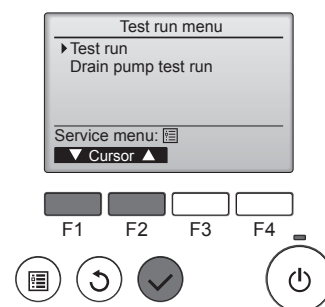 Test run menu
Test run
Drain pump test run
Service menu:
▼ Cursor ▲
F1 F2 F3 F4